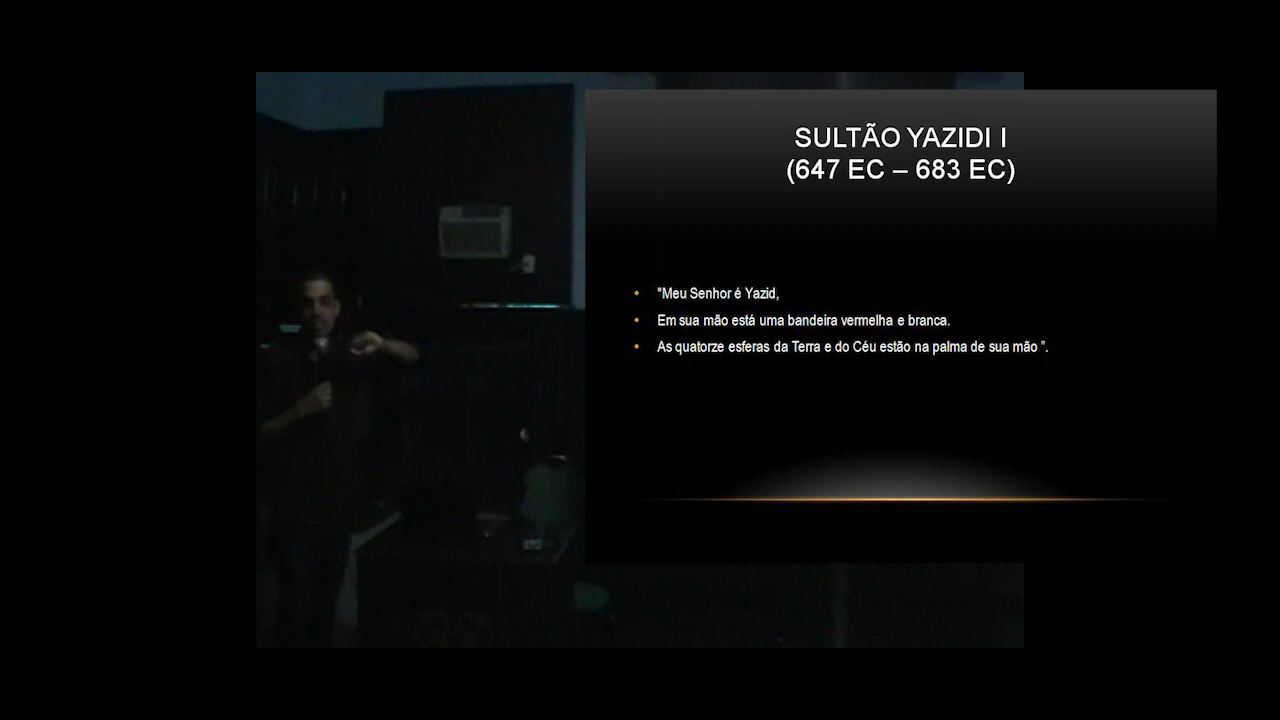 SULTÃO YAZIDI I
(647 EC – 683 EC)
"Meu Senhor é Yazid,
Em sua mão está uma bandeira vermelha e branca.
As quatorze esferas da Terra e do Céu estão na palma de sua mão ".